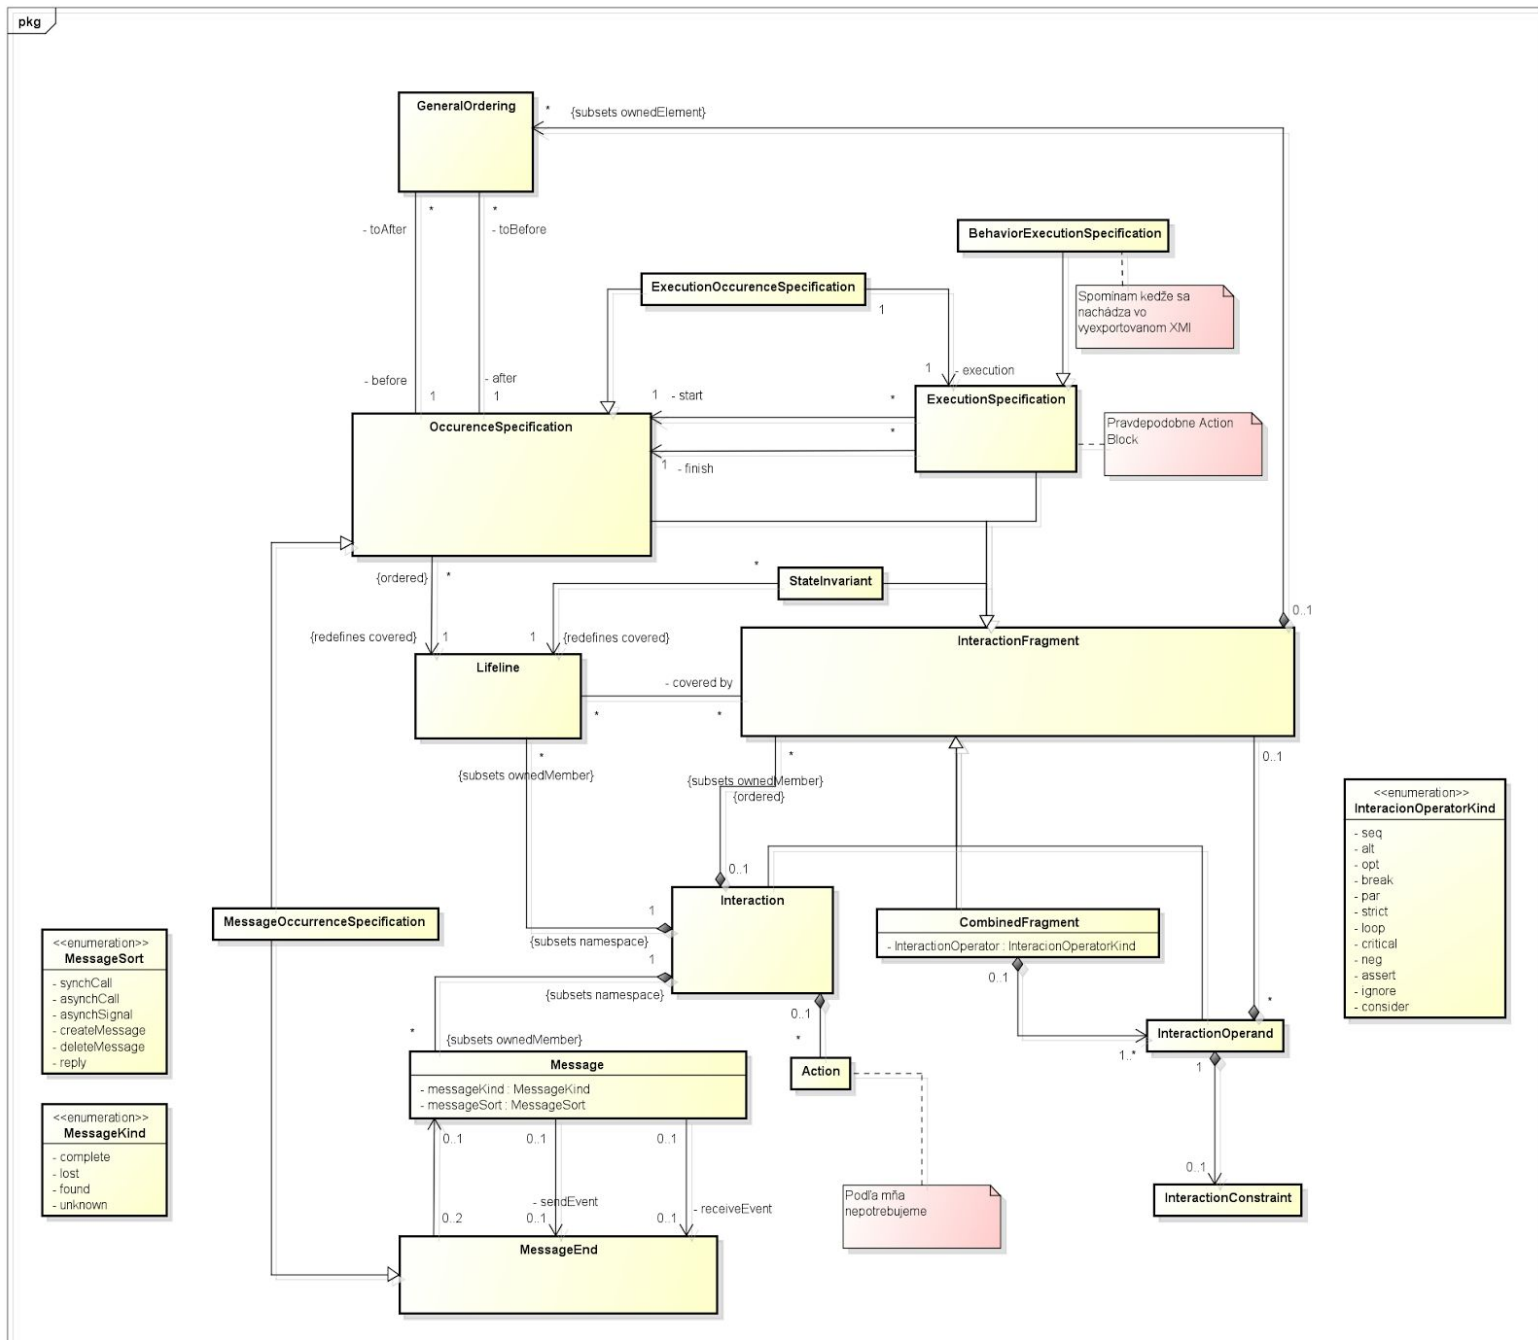 pkg
GeneralOrdering
*
{subsets ownedElement}
*
*
- toAfter
- toBefore
BehaviorExecutionSpecification
ExecutionOccurenceSpecification
1
Spomínam kedže sa
nachádza vo
vyexportovanom XMI
- before
- after
1
1
1
- execution
1
- start
*
ExecutionSpecification
OccurenceSpecification
*
Pravdepodobne Action
Block
1
- finish
{ordered}
*
*
StateInvariant
0..1
{redefines covered}
1
1
{redefines covered}
InteractionFragment
Lifeline
- covered by
*
*
*
{subsets ownedMember}
*
{subsets ownedMember}
{ordered}
0..1
<<enumeration>>
InteracionOperatorKind
- seq
- alt
- opt
- break
- par
- strict
- loop
- critical
- neg
- assert
- ignore
- consider
0..1
Interaction
1
{subsets namespace}
1
{subsets namespace}
MessageOccurrenceSpecification
CombinedFragment
- InteractionOperator : InteracionOperatorKind
0..1
*
<<enumeration>>
MessageSort
- synchCall
- asynchCall
- asynchSignal
- createMessage
- deleteMessage
- reply
0..1
*
*
{subsets ownedMember}
InteractionOperand
1..*
1
Message
- messageKind : MessageKind
- messageSort : MessageSort
Action
<<enumeration>>
MessageKind
- complete
- lost
- found
- unknown
0..1
0..1
0..1
0..1
InteractionConstraint
- sendEvent
- receiveEvent
0..2
0..1
0..1
Podľa mňa
nepotrebujeme
MessageEnd